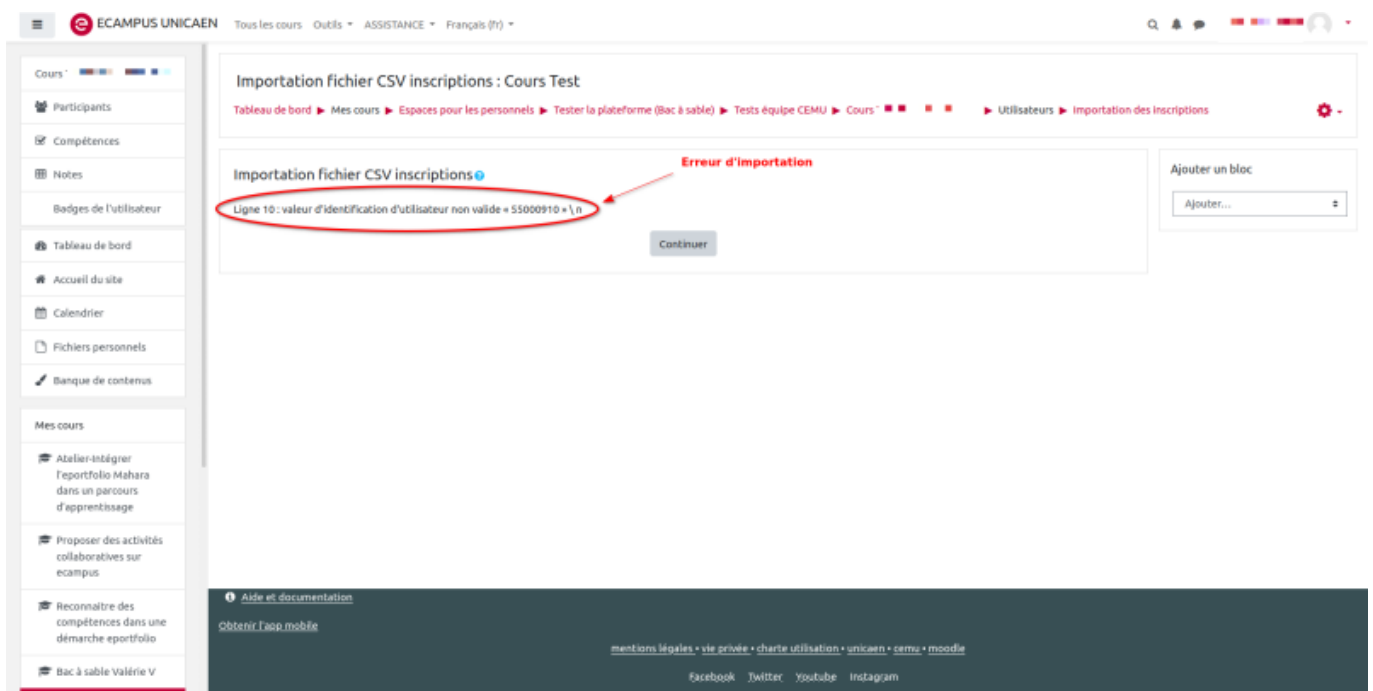 ECAMPUS UNICAEN Tous les cours Outils ASSISTANCE Français (fr)
Cours
Participants
Compétences
Notes
Badges de l'utilisateur
Tableau de bord
Accueil du site
Calendrier
Fichiers personnels
Banque de contenus
Mes cours
Atelier-Intégrer
l'eportfolio Mahara
dans un parcours
d'apprentissage
Proposer des activités
collaboratives sur
ecampus
Reconnaitre des
compétences dans une
démarche eportfolio
Bac à sable Valérie V
Importation fichier CSV inscriptions : Cours Test
Tableau de bord ► Mes cours ► Espaces pour les personnels ► Tester la plateforme (Bac à sable) ► Tests équipe CEMU ► Cours ► Utilisateurs ► Importation des inscriptions
Importation fichier CSV inscriptions
Erreur d'importation
Ligne 10 : valeur d'identification d'utilisateur non valide « 55000910 » \ n
Continuer
Ajouter un bloc
Ajouter...
Aide et documentation
Obtenir l'app mobile
mentions légales • vie privée • charte utilisation • unicaen • cemu • moodle
Facebook Twitter Youtube Instagram